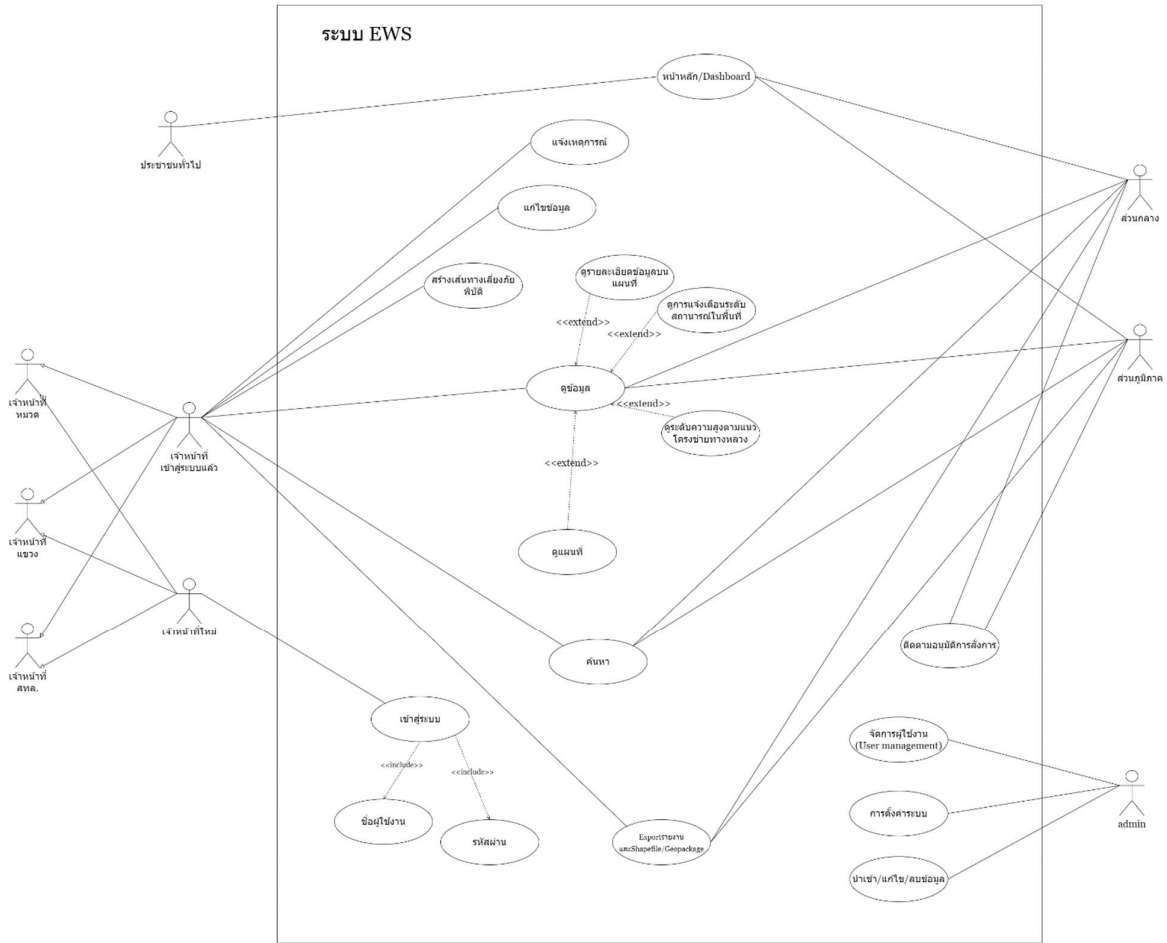 ระบบ EWS
หน้าหลัก/Dashboard
ประชาชนทั่วไป
แจ้งเหตุการณ์
ส่วนกลาง
แก้ไขข้อมูล
สร้างเส้นทางเลี่ยงภัย
พิบัติ
ดูรายละเอียดข้อมูลบน
แผนที่
ดูการแจ้งเตือนระดับ
สถานารณ์ในพื้นที่
<<extend>>
<<extend>>
เจ้าหน้าที่
หมวด
ดูข้อมูล
ส่วนภูมิภาค
<<extend>>
ดูระดับความสูงตามแนว
โครงข่ายทางหลวง
เจ้าหน้าที่
เข้าสู่ระบบแล้ว
<<extend>>
เจ้าหน้าที่
แขวง
ดูแผนที่
เจ้าหน้าที่ใหม่
ค้นหา
ติดตามอนุมัติการสั่งการ
เจ้าหน้าที่
สทล.
เข้าสู่ระบบ
จัดการผู้ใช้งาน
(User management)
<<include>>
<<include>>
ชื่อผู้ใช้งาน
รหัสผ่าน
Exportรายงาน
และShapefile/Geopackage
การตั้งค่าระบบ
admin
นำเข้า/แก้ไข/ลบข้อมูล